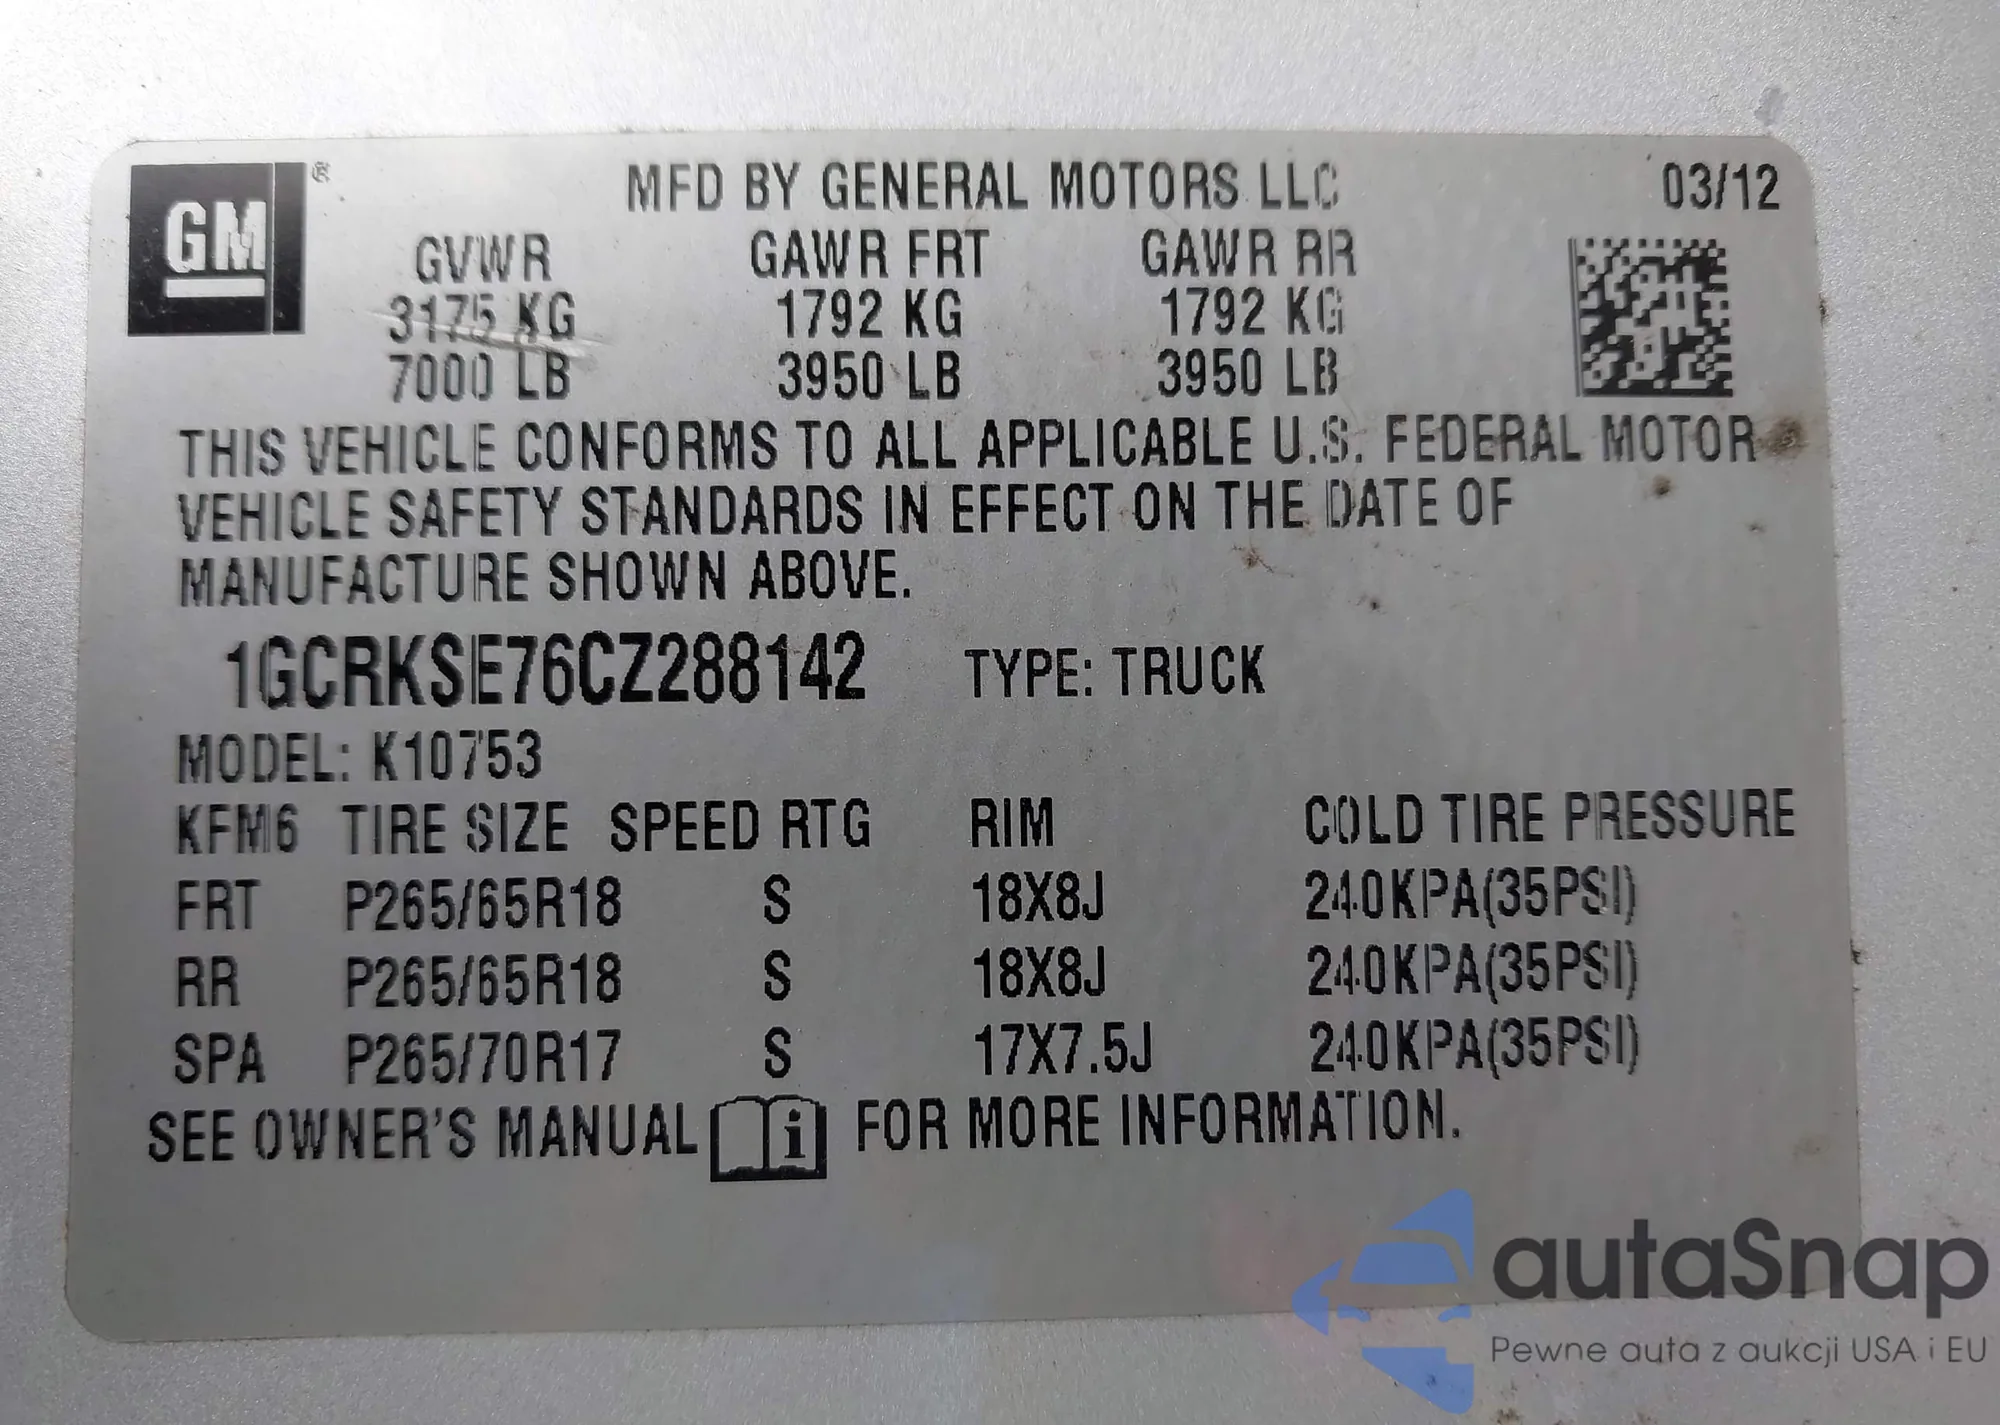 GM®
MFD BY GENERAL MOTORS LLC 03/12
GVWR GAWR FRT GAWR RR
3175 KG 1792 KG 1792 KG
7000 LB 3950 LB 3950 LB
THIS VEHICLE CONFORMS TO ALL APPLICABLE U.S. FEDERAL MOTOR
VEHICLE SAFETY STANDARDS IN EFFECT ON THE DATE OF
MANUFACTURE SHOWN ABOVE.
1GCRKSE76CZ288142 TYPE: TRUCK
MODEL: K10753
KFM6 TIRE SIZE SPEED RTG RIM COLD TIRE PRESSURE
FRT P265/65R18 S 18X8J 240KPA(35PSI)
RR P265/65R18 S 18X8J 240KPA(35PSI)
SPA P265/70R17 S 17X7.5J 240KPA(35PSI)
SEE OWNER'S MANUAL i FOR MORE INFORMATION.
autaSnap
Pewne auta z aukcji USA i EU